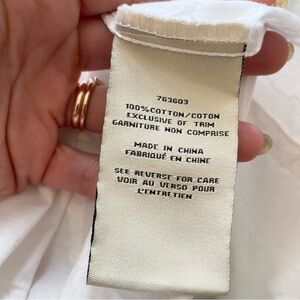 763603
100%COTTON/COTON
EXCLUSIVE OF TRIM
GARNITURE NON COMPRISE
MADE IN CHINA
FABRIQUÉ EN CHINE
SEE REVERSE FOR CARE
VOIR AU VERSO POUR
L'ENTRETIEN